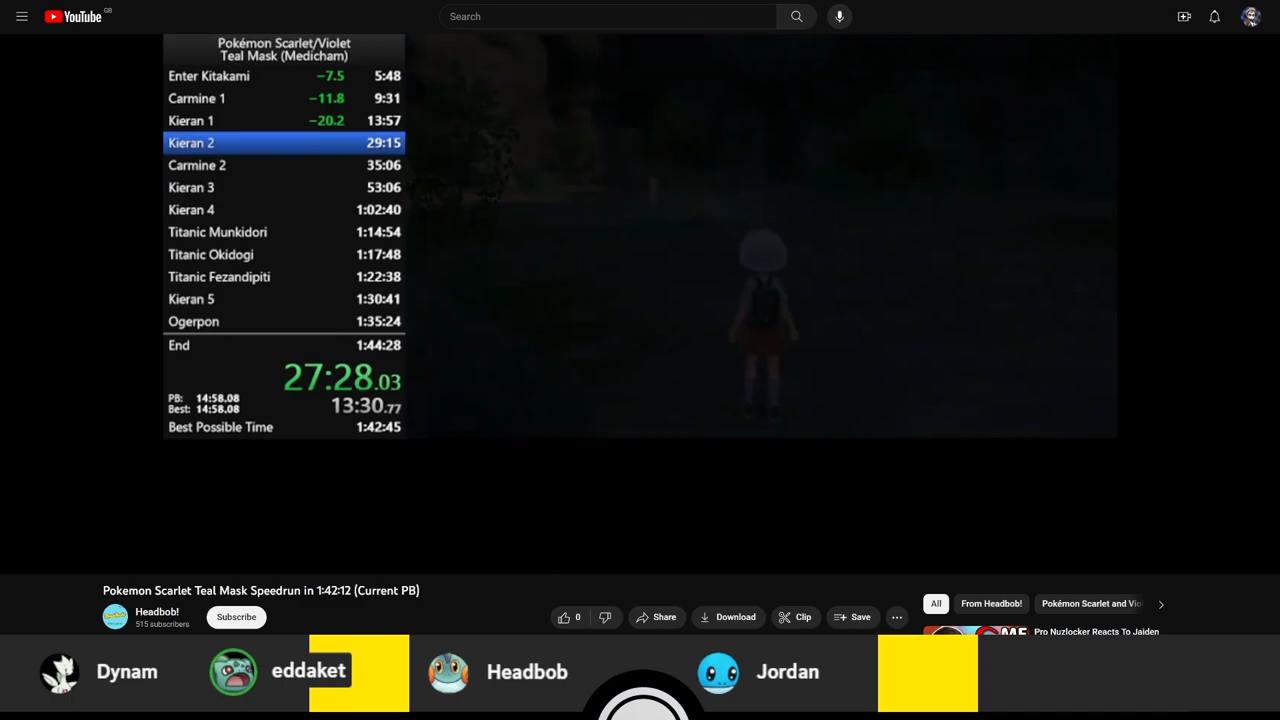 YouTube GB
Search
Pokémon Scarlet/Violet
Teal Mask (Medicham)
Enter Kitakami −7.5 5:48
Carmine 1 −11.8 9:31
Kieran 1 −20.2 13:57
Kieran 2 29:15
Carmine 2 35:06
Kieran 3 53:06
Kieran 4 1:02:40
Titanic Munkidori 1:14:54
Titanic Okidogi 1:17:48
Titanic Fezandipiti 1:22:38
Kieran 5 1:30:41
Ogerpon 1:35:24
End 1:44:28
27:28.03
PB: 14:58.08
Best: 14:58.08
13:30.77
Best Possible Time 1:42:45
Pokemon Scarlet Teal Mask Speedrun in 1:42:12 (Current PB)
Headbob!
515 subscribers
Subscribe
0
Share
Download
Clip
Save
All
From Headbob!
Pokémon Scarlet and Vio
Pro Nuzlocker Reacts To Jaiden
Dynam
eddaket
Headbob
Jordan